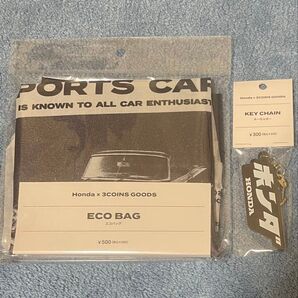 PORTS CAR
IS KNOWN TO ALL CAR ENTHUSIAST
Honda × 3COINS GOODS
ECO BAG
エコバッグ
¥500
Honda × 3COINS GOODS
KEY CHAIN
キーチェーン
¥300
ホンダ
HONDA